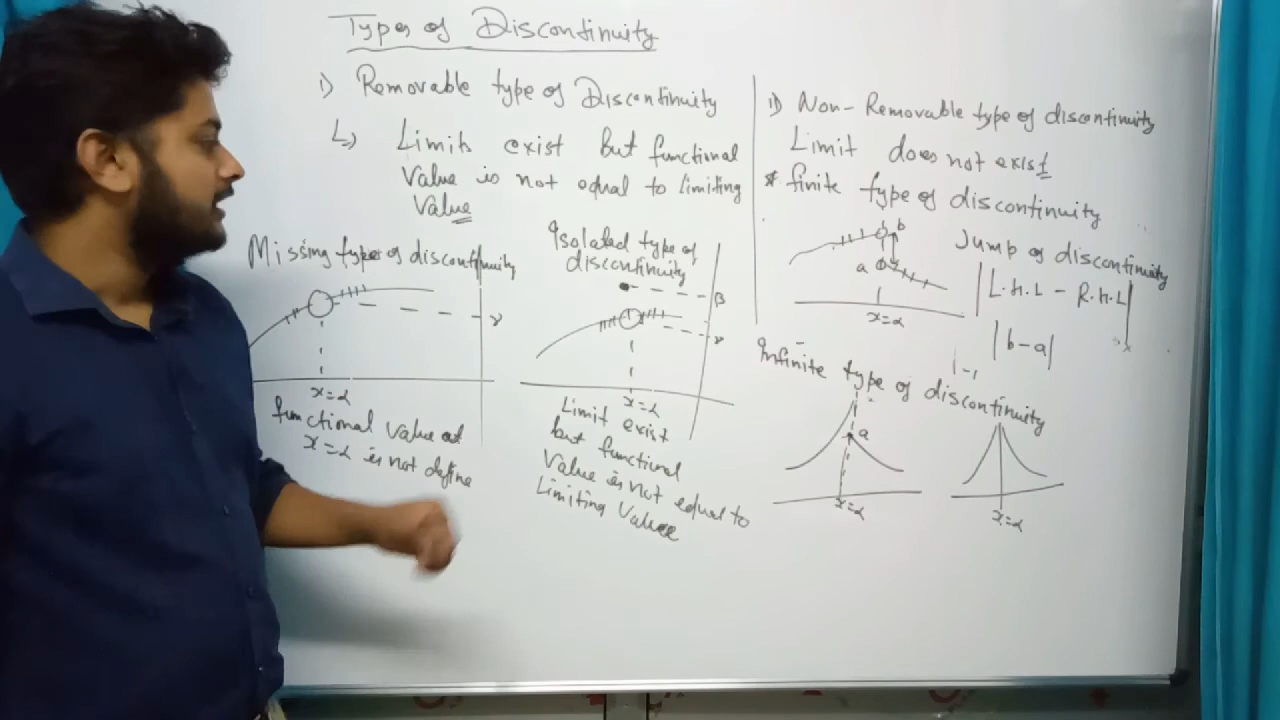 Types of Discontinuity
1) Removable type of Discontinuity
↳ Limit exist but functional
Value is not equal to limiting
Value
Missing type of discontinuity
γ
x=α
functional value at
x=α is not define
Isolated type of
discontinuity
β
γ
x=α
Limit exist
but functional
Value is not equal to
Limiting Value
1) Non-Removable type of discontinuity
Limit does not exist
* finite type of discontinuity
b
a
x=α
Jump of discontinuity
|L.H.L - R.H.L|
|b-a|
Infinite type of discontinuity
a
x=α
x=α